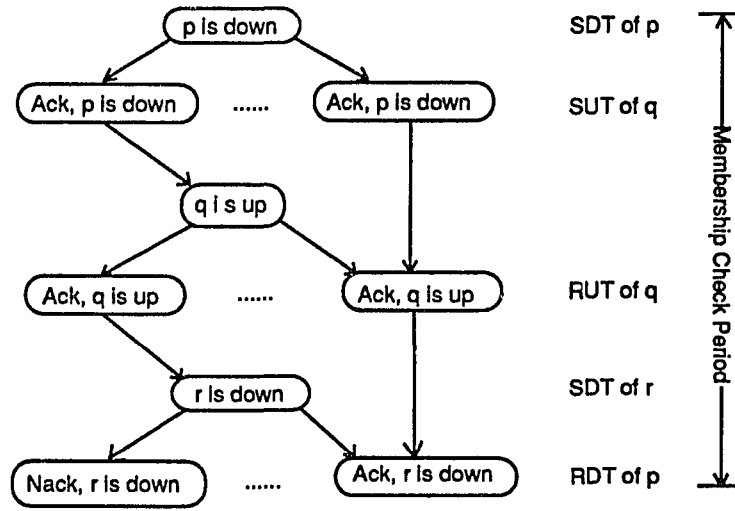 p is down
SDT of p
Ack, p is down
......
Ack, p is down
SUT of q
q is up
Ack, q is up
......
Ack, q is up
RUT of q
r is down
SDT of r
Nack, r is down
......
Ack, r is down
RDT of p
Membership Check Period